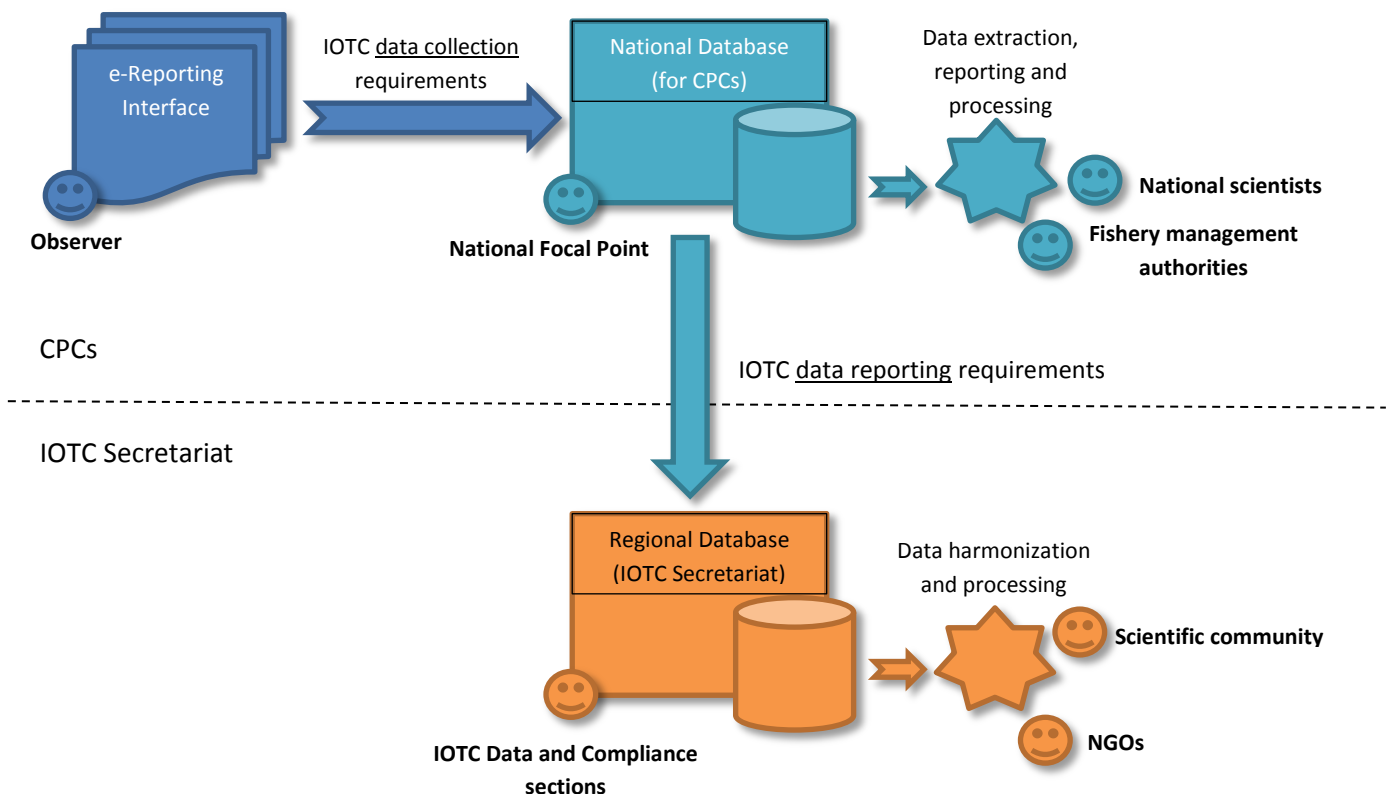 e-Reporting
Interface
Observer
IOTC data collection
requirements
National Database
(for CPCs)
National Focal Point
Data extraction,
reporting and
processing
National scientists
Fishery management
authorities
CPCs
IOTC data reporting requirements
IOTC Secretariat
Regional Database
(IOTC Secretariat)
IOTC Data and Compliance
sections
Data harmonization
and processing
Scientific community
NGOs